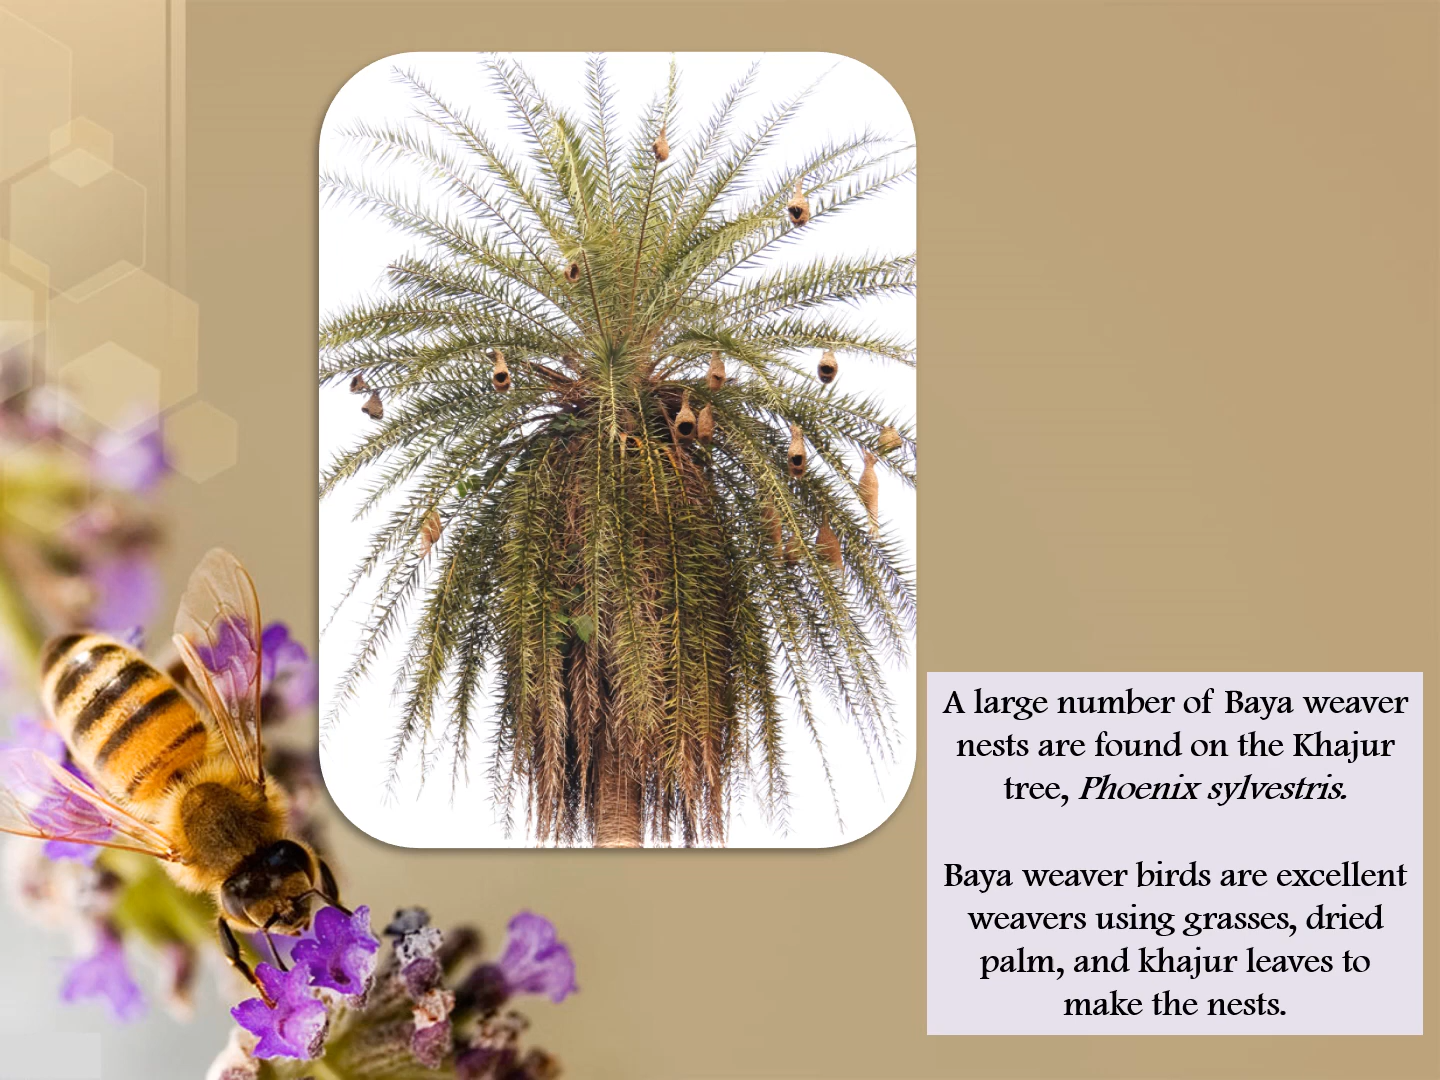 A large number of Baya weaver
nests are found on the Khajur
tree, Phoenix sylvestris.
Baya weaver birds are excellent
weavers using grasses, dried
palm, and khajur leaves to
make the nests.